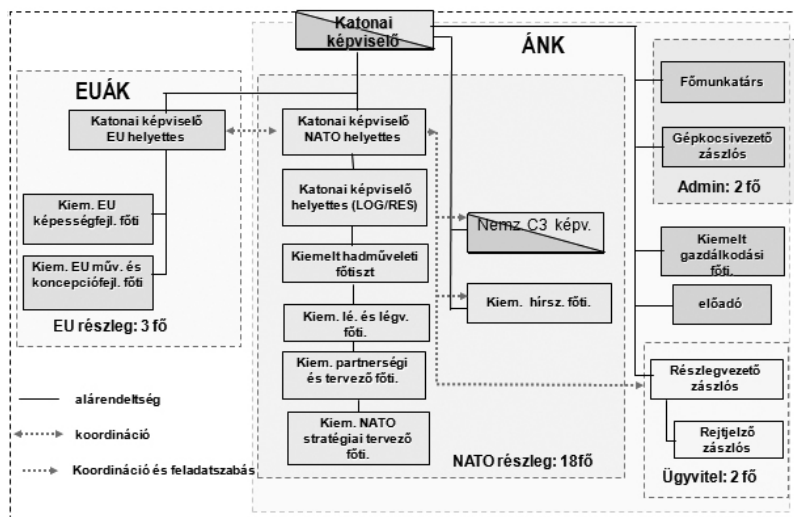 Katonai
képviselő
ÁNK
EUÁK
Katonai képviselő
EU helyettes
Kiem. EU
képességfejl. főti
Kiem. EU műv. és
koncepciófejl. főti
EU részleg: 3 fő
Katonai képviselő
NATO helyettes
Katonai képviselő
helyettes (LOG/RES)
Kiemelt hadműveleti
főtiszt
Kiem. lé. és légv.
főti.
Kiem. partnerségi
és tervező főti.
Kiem. NATO
stratégiai tervező
főti.
Nemz. C3 képv.
Kiem. hírsz. főti.
NATO részleg: 18fő
Főmunkatárs
Gépkocsivezető
zászlós
Admin: 2 fő
Kiemelt
gazdálkodási
főti.
előadó
Részlegvezető
zászlós
Rejtjelző
zászlós
Ügyvitel: 2 fő
alárendeltség
koordináció
Koordináció és feladatszabás